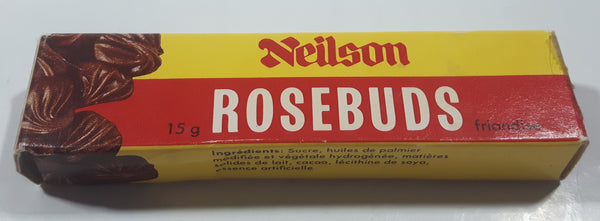 Neilson
15 g ROSEBUDS friandise
Ingrédients: Sucre, huiles de palmier
modifiée et végétale hydrogénée, matières
solides de lait, cacao, lécithine de soya,
essence artificielle